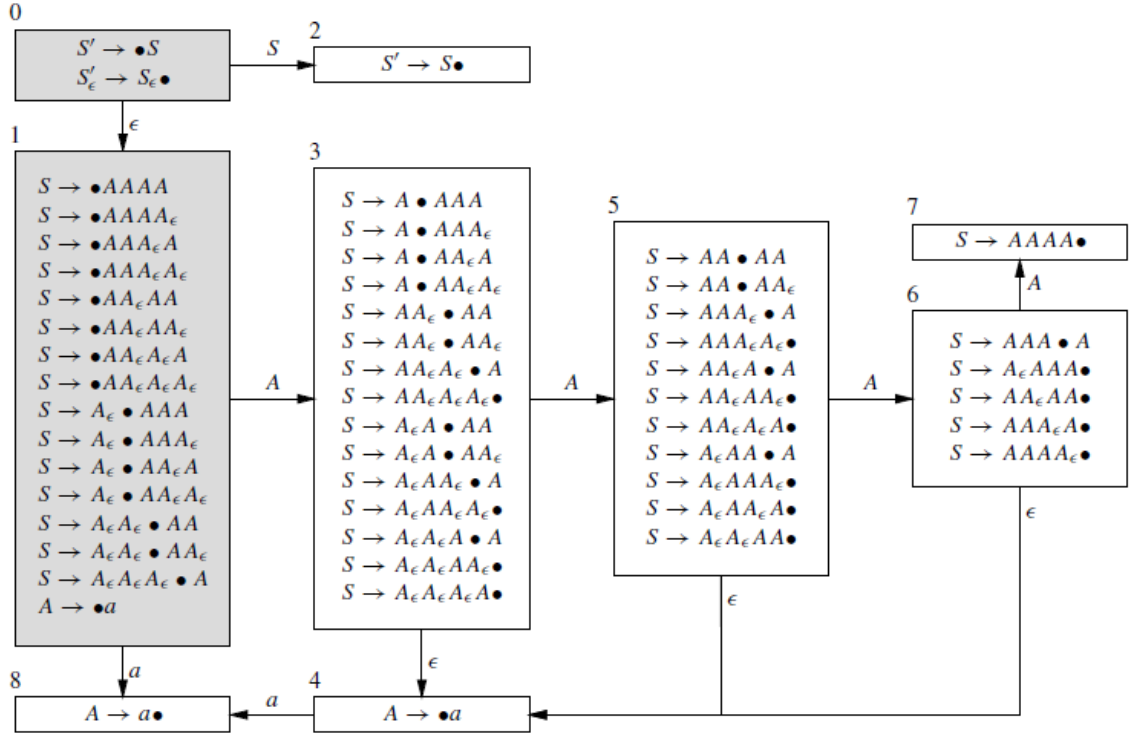 0
S′ → •S
S′ϵ → Sϵ•
S
2
S′ → S•
ϵ
1
S → •AAAA
S → •AAAAϵ
S → •AAAϵA
S → •AAAϵAϵ
S → •AAϵAA
S → •AAϵAAϵ
S → •AAϵAϵA
S → •AAϵAϵAϵ
S → Aϵ • AAA
S → Aϵ • AAAϵ
S → Aϵ • AAϵA
S → Aϵ • AAϵAϵ
S → AϵAϵ • AA
S → AϵAϵ • AAϵ
S → AϵAϵAϵ • A
A → •a
A
3
S → A • AAA
S → A • AAAϵ
S → A • AAϵA
S → A • AAϵAϵ
S → AAϵ • AA
S → AAϵ • AAϵ
S → AAϵAϵ • A
S → AAϵAϵAϵ•
S → AϵA • AA
S → AϵA • AAϵ
S → AϵAAϵ • A
S → AϵAAϵAϵ•
S → AϵAϵA • A
S → AϵAϵAAϵ•
S → AϵAϵAϵA•
A
5
S → AA • AA
S → AA • AAϵ
S → AAAϵ • A
S → AAAϵAϵ•
S → AAϵA • A
S → AAϵAAϵ•
S → AAϵAϵA•
S → AϵAA • A
S → AϵAAAϵ•
S → AϵAAϵA•
S → AϵAϵAA•
A
7
S → AAAA•
A
6
S → AAA • A
S → AϵAAA•
S → AAϵAA•
S → AAAϵA•
S → AAAAϵ•
ϵ
ϵ
ϵ
a
8
A → a•
a
4
A → •a